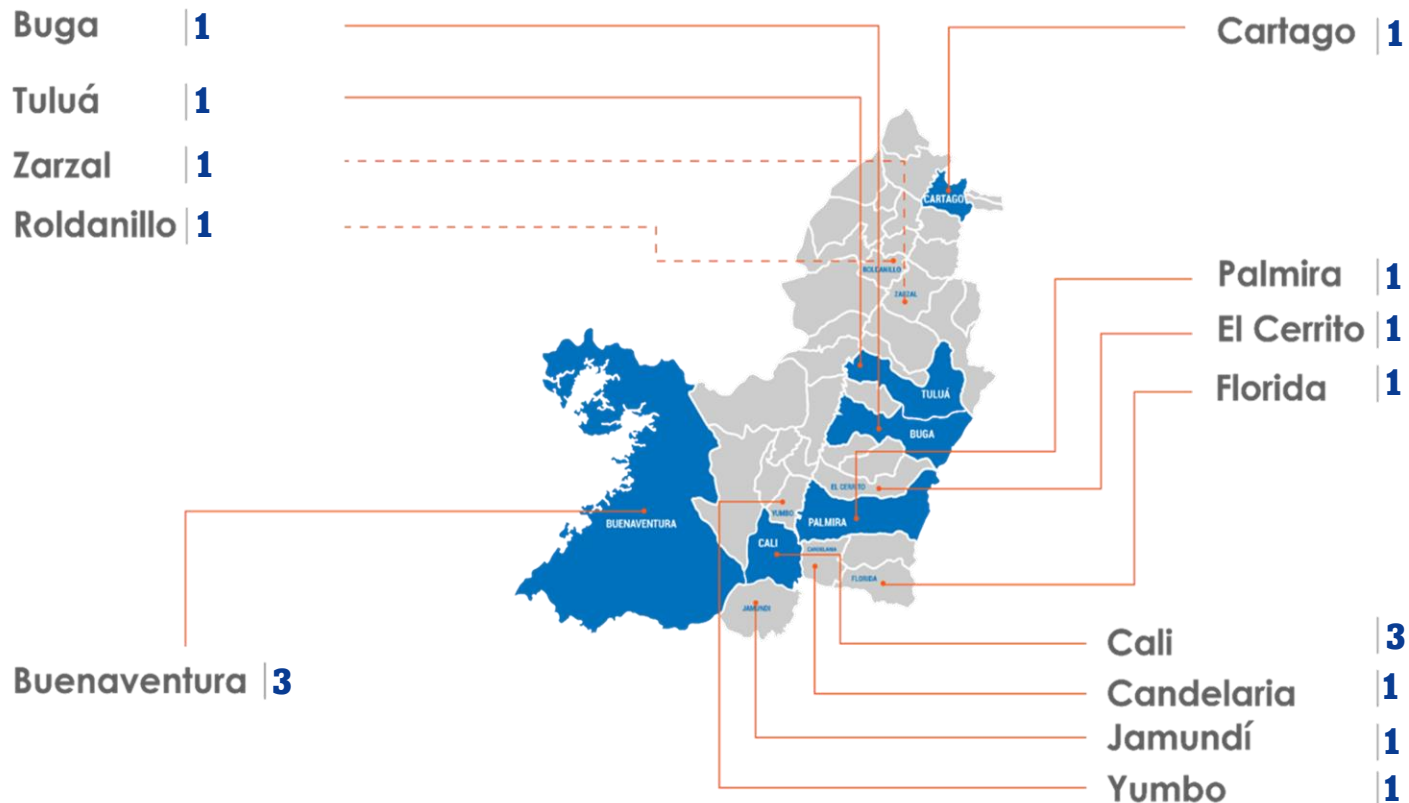 Buga 1
Tuluá 1
Zarzal 1
Roldanillo 1
Buenaventura 3
Cartago 1
Palmira 1
El Cerrito 1
Florida 1
Cali 3
Candelaria 1
Jamundí 1
Yumbo 1
CARTAGO
ROLDANILLO
ZARZAL
TULUÁ
BUGA
EL CERRITO
YUMBO
PALMIRA
BUENAVENTURA
CALI
CANDELARIA
FLORIDA
JAMUNDI